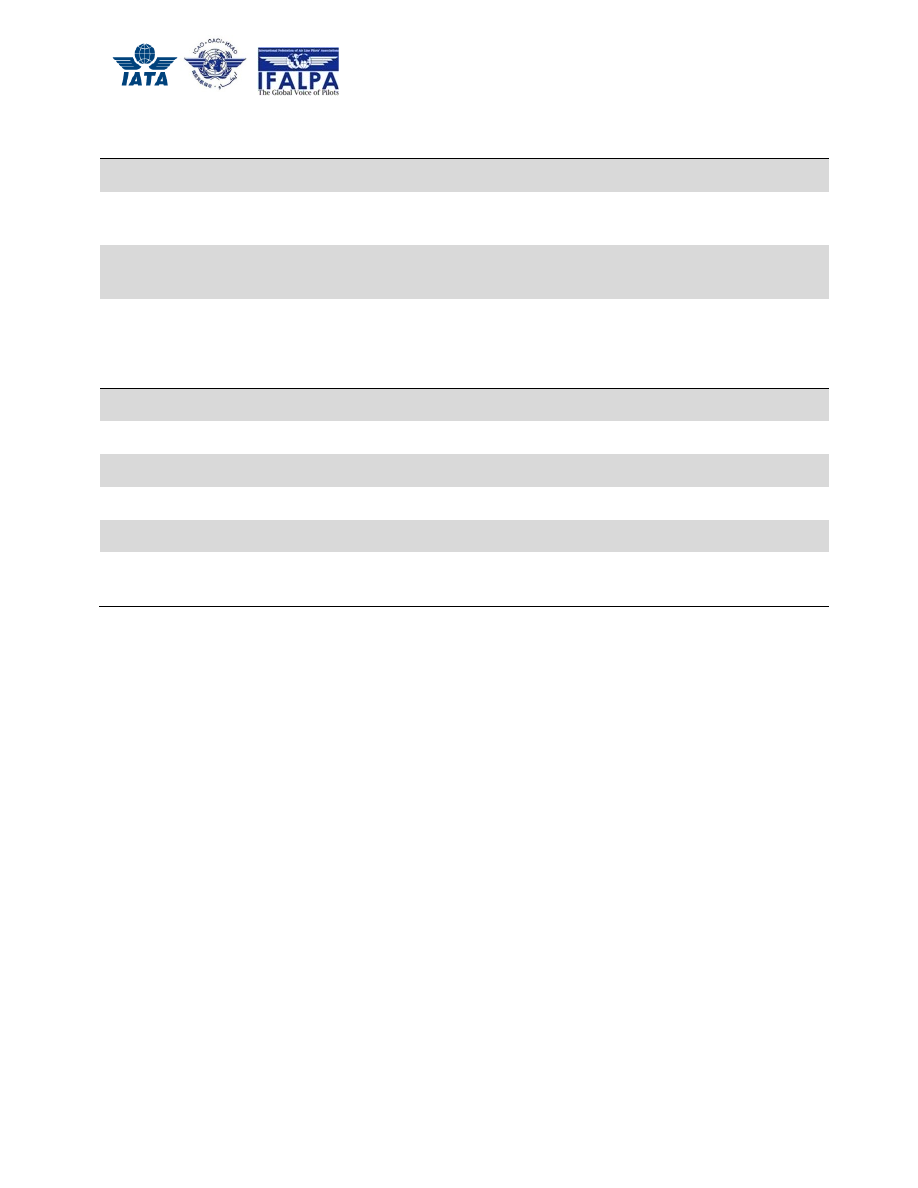 IATA
ICAO · OACI · ИКАО
International Federation of Air Line Pilots' Associations
IFALPA
The Global Voice of Pilots